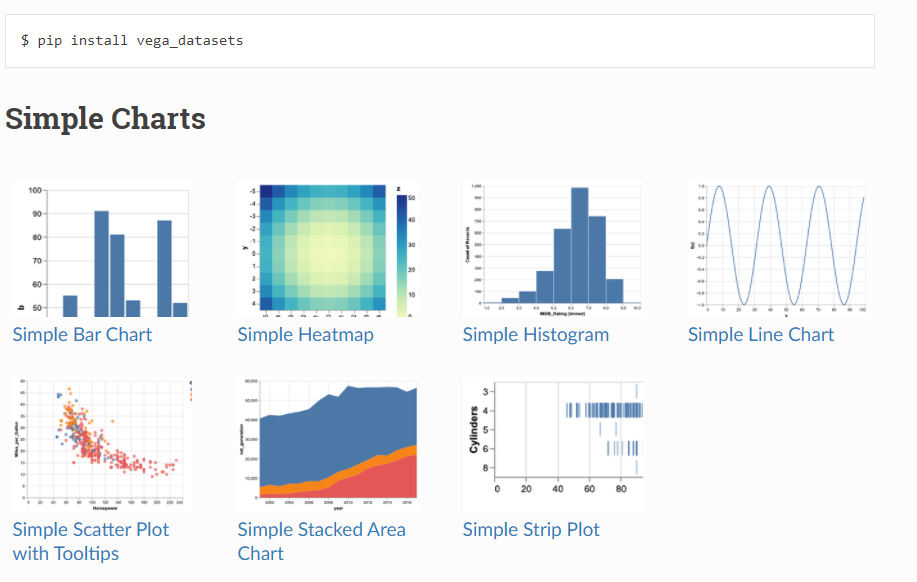 $ pip install vega_datasets
Simple Charts
100
90
80
70
60
50
b
Simple Bar Chart
-5
-4
-3
-2
-1
0
1
2
3
4
y
z
50
40
30
20
10
Simple Heatmap
Count of Records
IMDB_Rating (binned)
Simple Histogram
Simple Line Chart
Miles_per_Gallon
Horsepower
Simple Scatter Plot
with Tooltips
net_generation
year
Simple Stacked Area
Chart
Cylinders
3
4
5
6
8
0 20 40 60 80
Simple Strip Plot